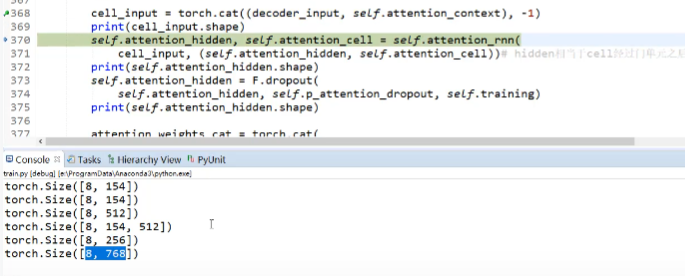 368 cell_input = torch.cat((decoder_input, self.attention_context), -1)
369 print(cell_input.shape)
370 self.attention_hidden, self.attention_cell = self.attention_rnn(
371 cell_input, (self.attention_hidden, self.attention_cell))# hidden相当于cell经过门单元之后
372 print(self.attention_hidden.shape)
373 self.attention_hidden = F.dropout(
374 self.attention_hidden, self.p_attention_dropout, self.training)
375 print(self.attention_hidden.shape)
376
377 attention_weights_cat = torch.cat(
Console Tasks Hierarchy View PyUnit
train.py [debug] [e:\ProgramData\Anaconda3\python.exe]
torch.Size([8, 154])
torch.Size([8, 154])
torch.Size([8, 512])
torch.Size([8, 154, 512])
torch.Size([8, 256])
torch.Size([8, 768])